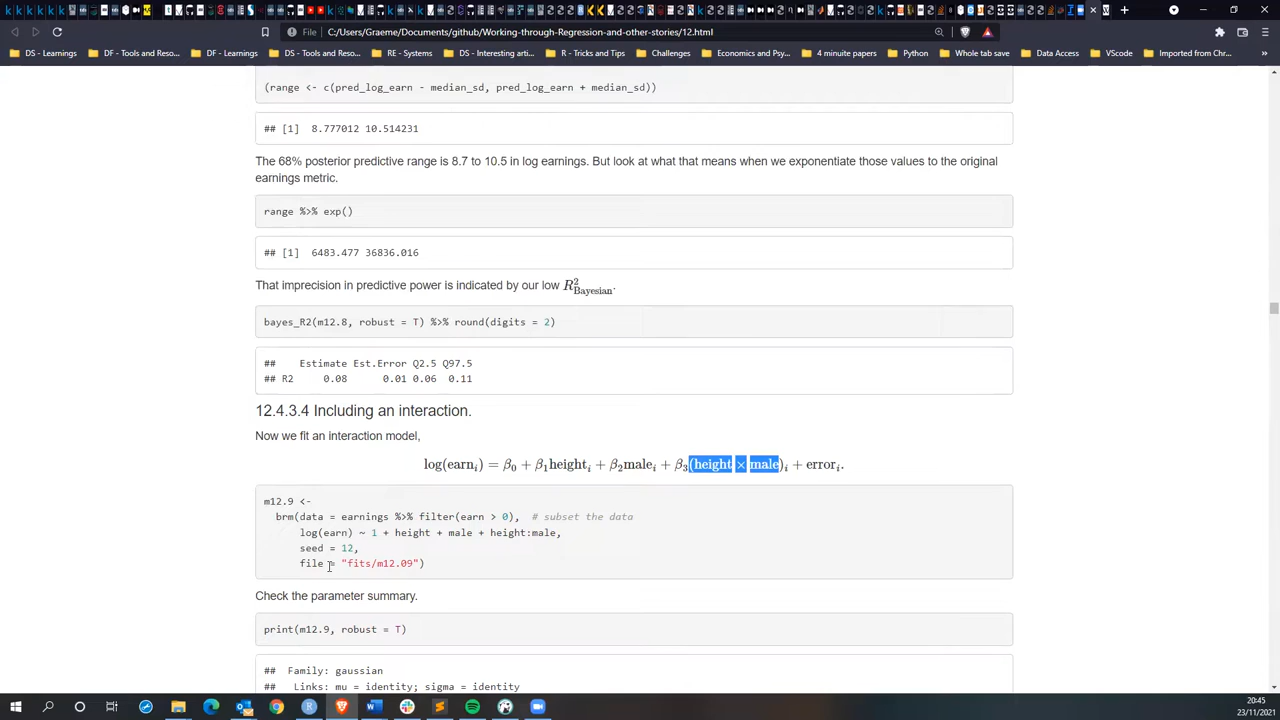 File
C:/Users/Graeme/Documents/github/Working-through-Regression-and-other-stories/12.html
DS - Learnings
DF - Tools and Reso...
DF - Learnings
DS - Tools and Reso...
RE - Systems
DS - Interesting arti...
R - Tricks and Tips
Challenges
Economics and Psy...
4 minuite papers
Python
Whole tab save
Data Access
VScode
Imported from Chr...
(range <- c(pred_log_earn - median_sd, pred_log_earn + median_sd))
## [1]  8.777012 10.514231
The 68% posterior predictive range is 8.7 to 10.5 in log earnings. But look at what that means when we exponentiate those values to the original
earnings metric.
range %>% exp()
## [1]  6483.477 36836.016
That imprecision in predictive power is indicated by our low R²Bayesian.
bayes_R2(m12.8, robust = T) %>% round(digits = 2)
##    Estimate Est.Error Q2.5 Q97.5
## R2     0.08      0.01 0.06  0.11
12.4.3.4 Including an interaction.
Now we fit an interaction model,
log(earnᵢ) = β₀ + β₁heightᵢ + β₂maleᵢ + β₃(height × male)ᵢ + errorᵢ.
m12.9 <-
brm(data = earnings %>% filter(earn > 0),  # subset the data
log(earn) ~ 1 + height + male + height:male,
seed = 12,
file = "fits/m12.09")
Check the parameter summary.
print(m12.9, robust = T)
##  Family: gaussian
##   Links: mu = identity; sigma = identity
20:45
23/11/2021